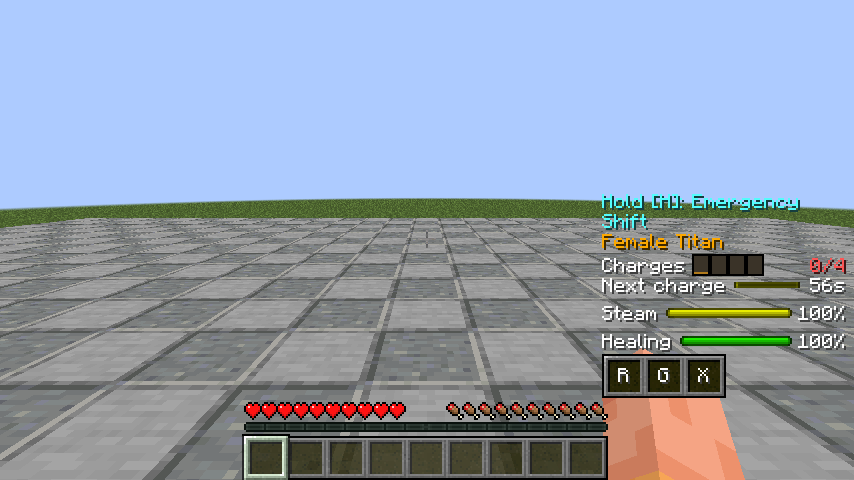 Hold [H]: Emergency
Shift
Female Titan
Charges 0/4
Next charge 56s
Steam 100%
Healing 100%
R G X